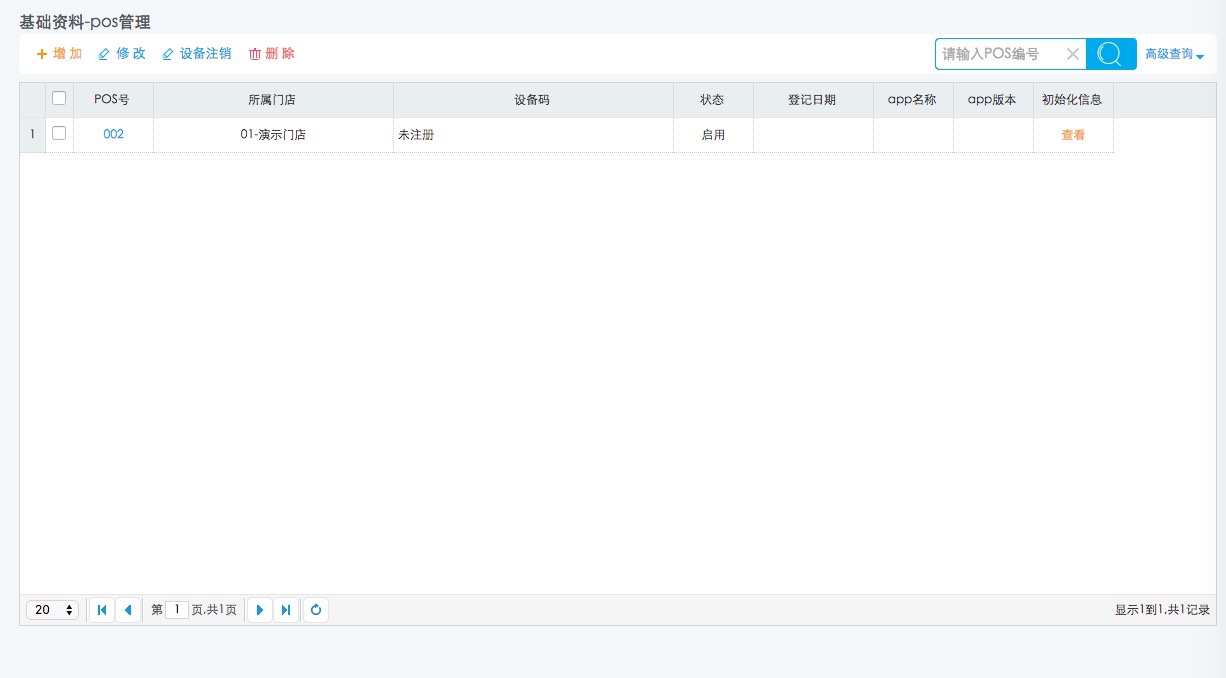 基础资料-pos管理
增 加 修 改 设备注销 删 除 请输入POS编号 高级查询
POS号 所属门店 设备码 状态 登记日期 app名称 app版本 初始化信息
1 002 01-演示门店 未注册 启用 查看
20 第 1 页,共1页 显示1到1,共1记录